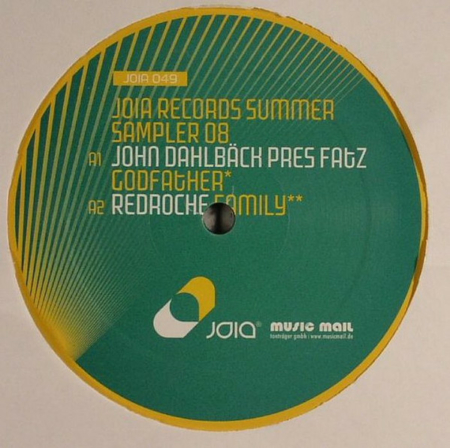 JOIA 049
JOIA RECORDS SUMMER
SAMPLER 08
A1 JOHN DAHLBÄCK PRES FATZ
GODFATHER*
A2 REDROCHE FAMILY**
JOIA®
music mail
tonträger gmbh : www.musicmail.de